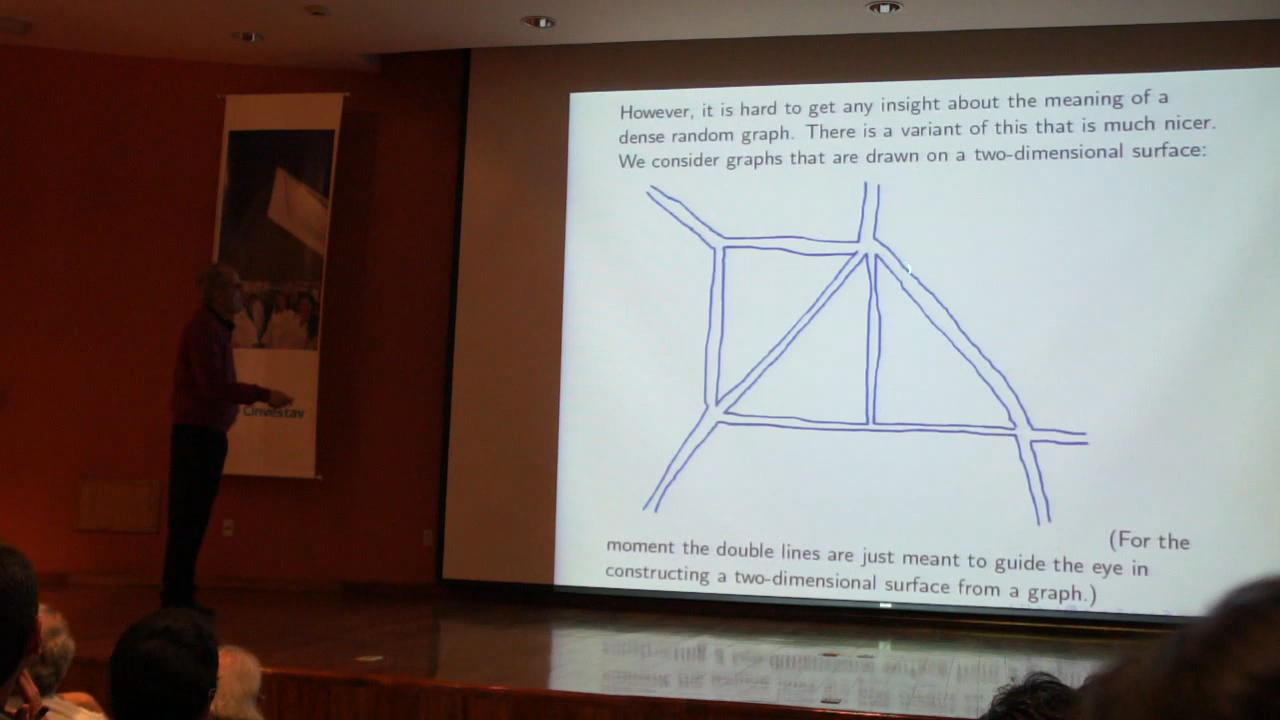 However, it is hard to get any insight about the meaning of a
dense random graph. There is a variant of this that is much nicer.
We consider graphs that are drawn on a two-dimensional surface:
(For the
moment the double lines are just meant to guide the eye in
constructing a two-dimensional surface from a graph.)
Cinvestav